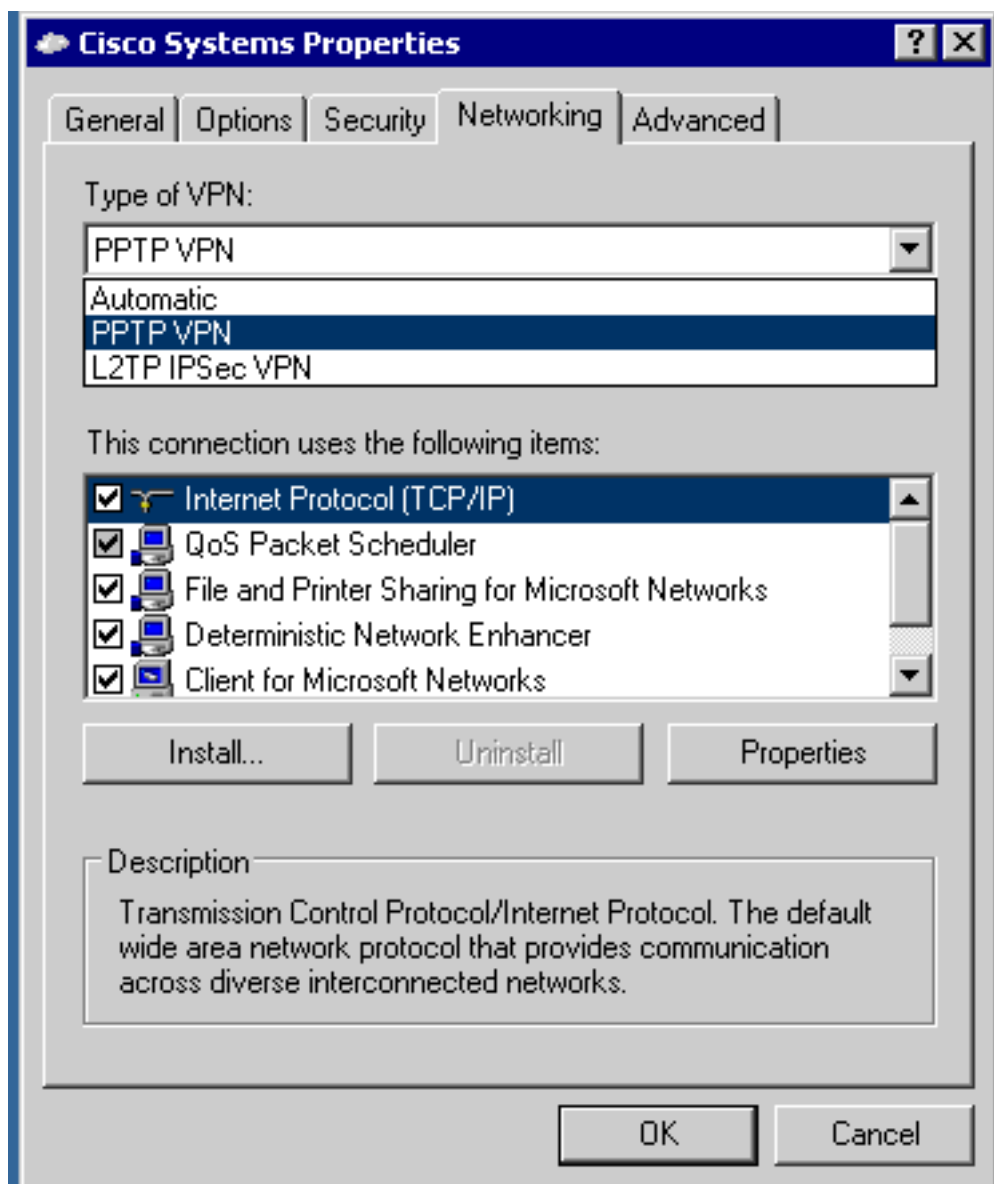 Cisco Systems Properties
General Options Security Networking Advanced
Type of VPN:
PPTP VPN
Automatic
PPTP VPN
L2TP IPSec VPN
This connection uses the following items:
Internet Protocol (TCP/IP)
QoS Packet Scheduler
File and Printer Sharing for Microsoft Networks
Deterministic Network Enhancer
Client for Microsoft Networks
Install... Uninstall Properties
Description
Transmission Control Protocol/Internet Protocol. The default
wide area network protocol that provides communication
across diverse interconnected networks.
OK Cancel